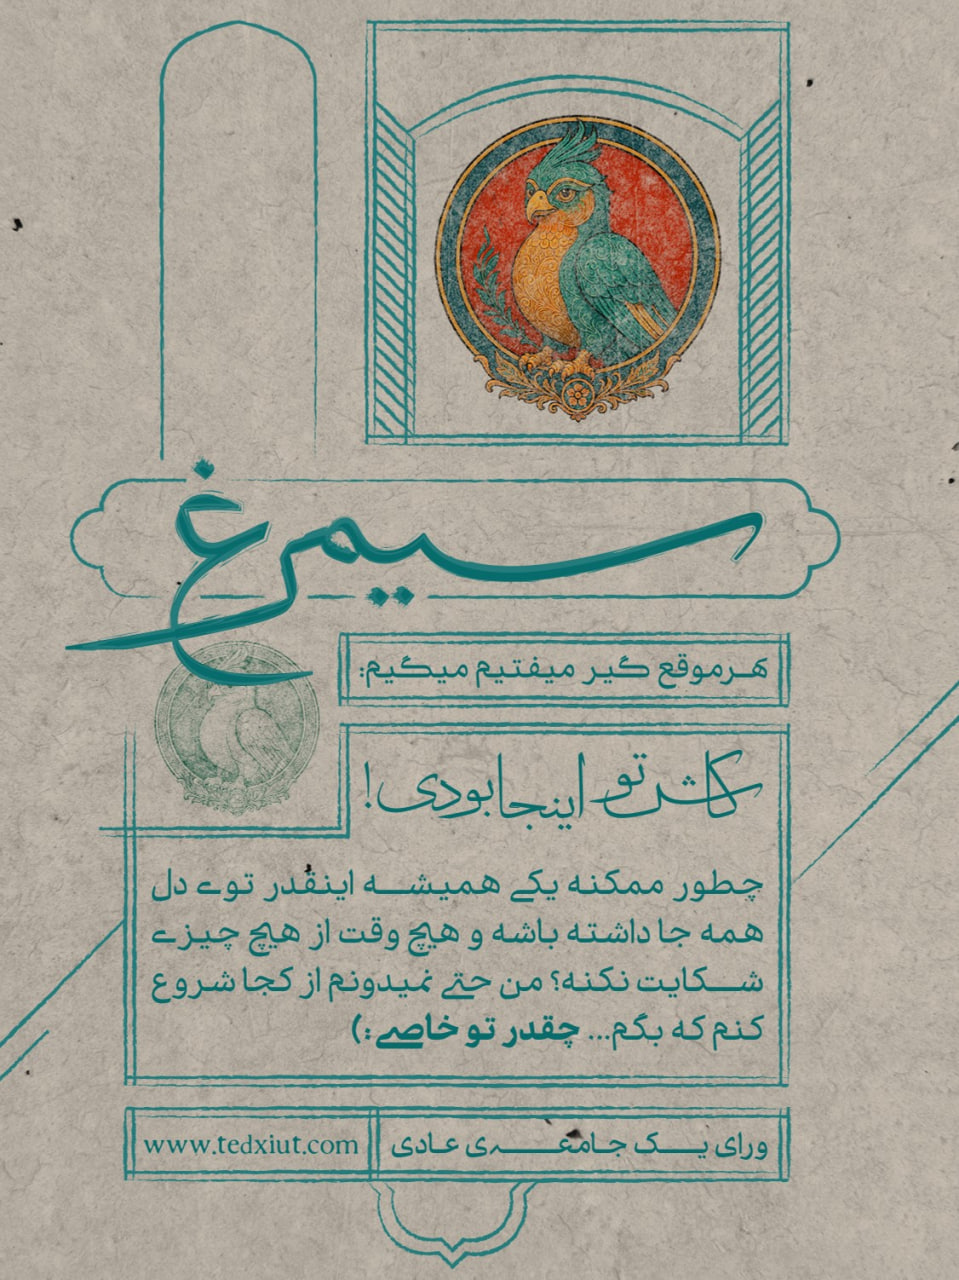 سیمرغ
هرموقع گیر میفتیم میگیم:
کاش تو اینجا بودی!
چطور ممکنه یکی همیشه اینقدر توی دل
همه جا داشته باشه و هیچ وقت از هیچ چیزی
شکایت نکنه؟ من حتی نمیدونم از کجا شروع
کنم که بگم... چقدر تو خاصی :)
ورای یک جامعه‌ی عادی
www.tedxiut.com